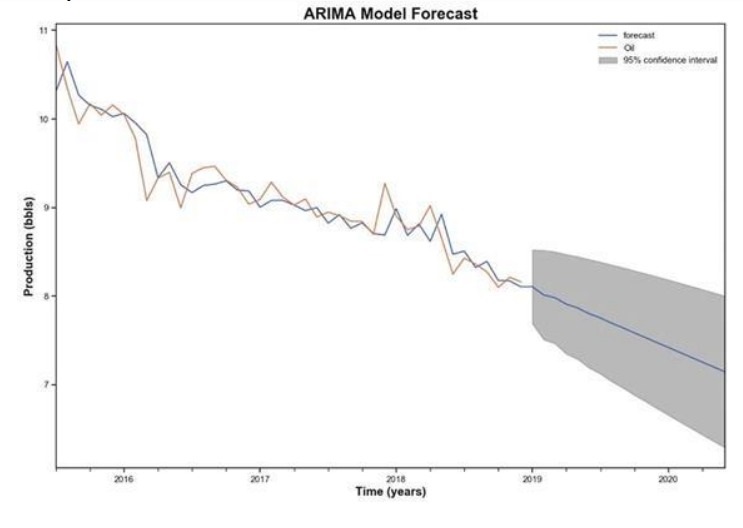 ARIMA Model Forecast
forecast
Oil
95% confidence interval
11
10
9
8
7
Production (bbls)
2016 2017 2018 2019 2020
Time (years)